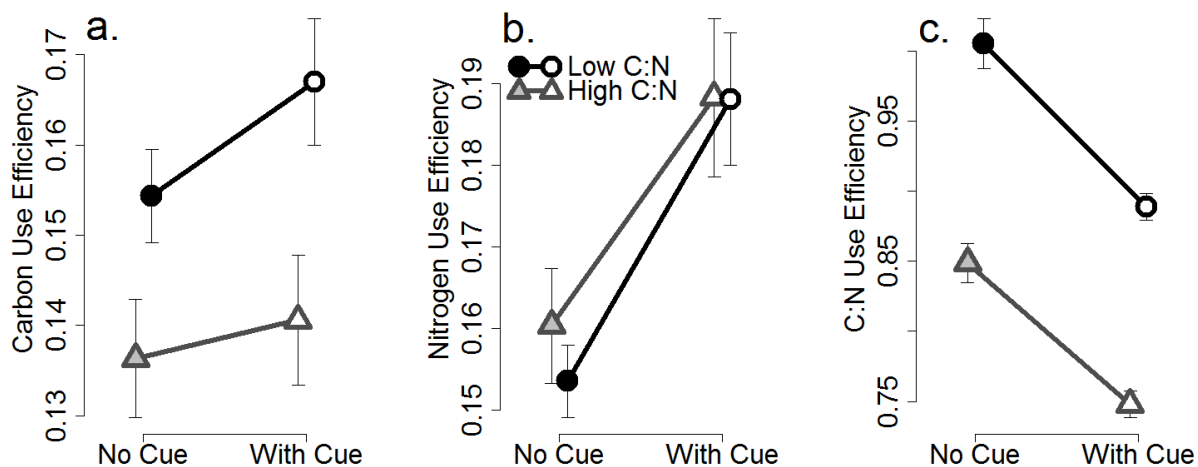 a.
Carbon Use Efficiency
0.17
0.16
0.15
0.14
0.13
No Cue
With Cue
b.
Low C:N
High C:N
Nitrogen Use Efficiency
0.19
0.18
0.17
0.16
0.15
No Cue
With Cue
c.
C:N Use Efficiency
0.95
0.85
0.75
No Cue
With Cue